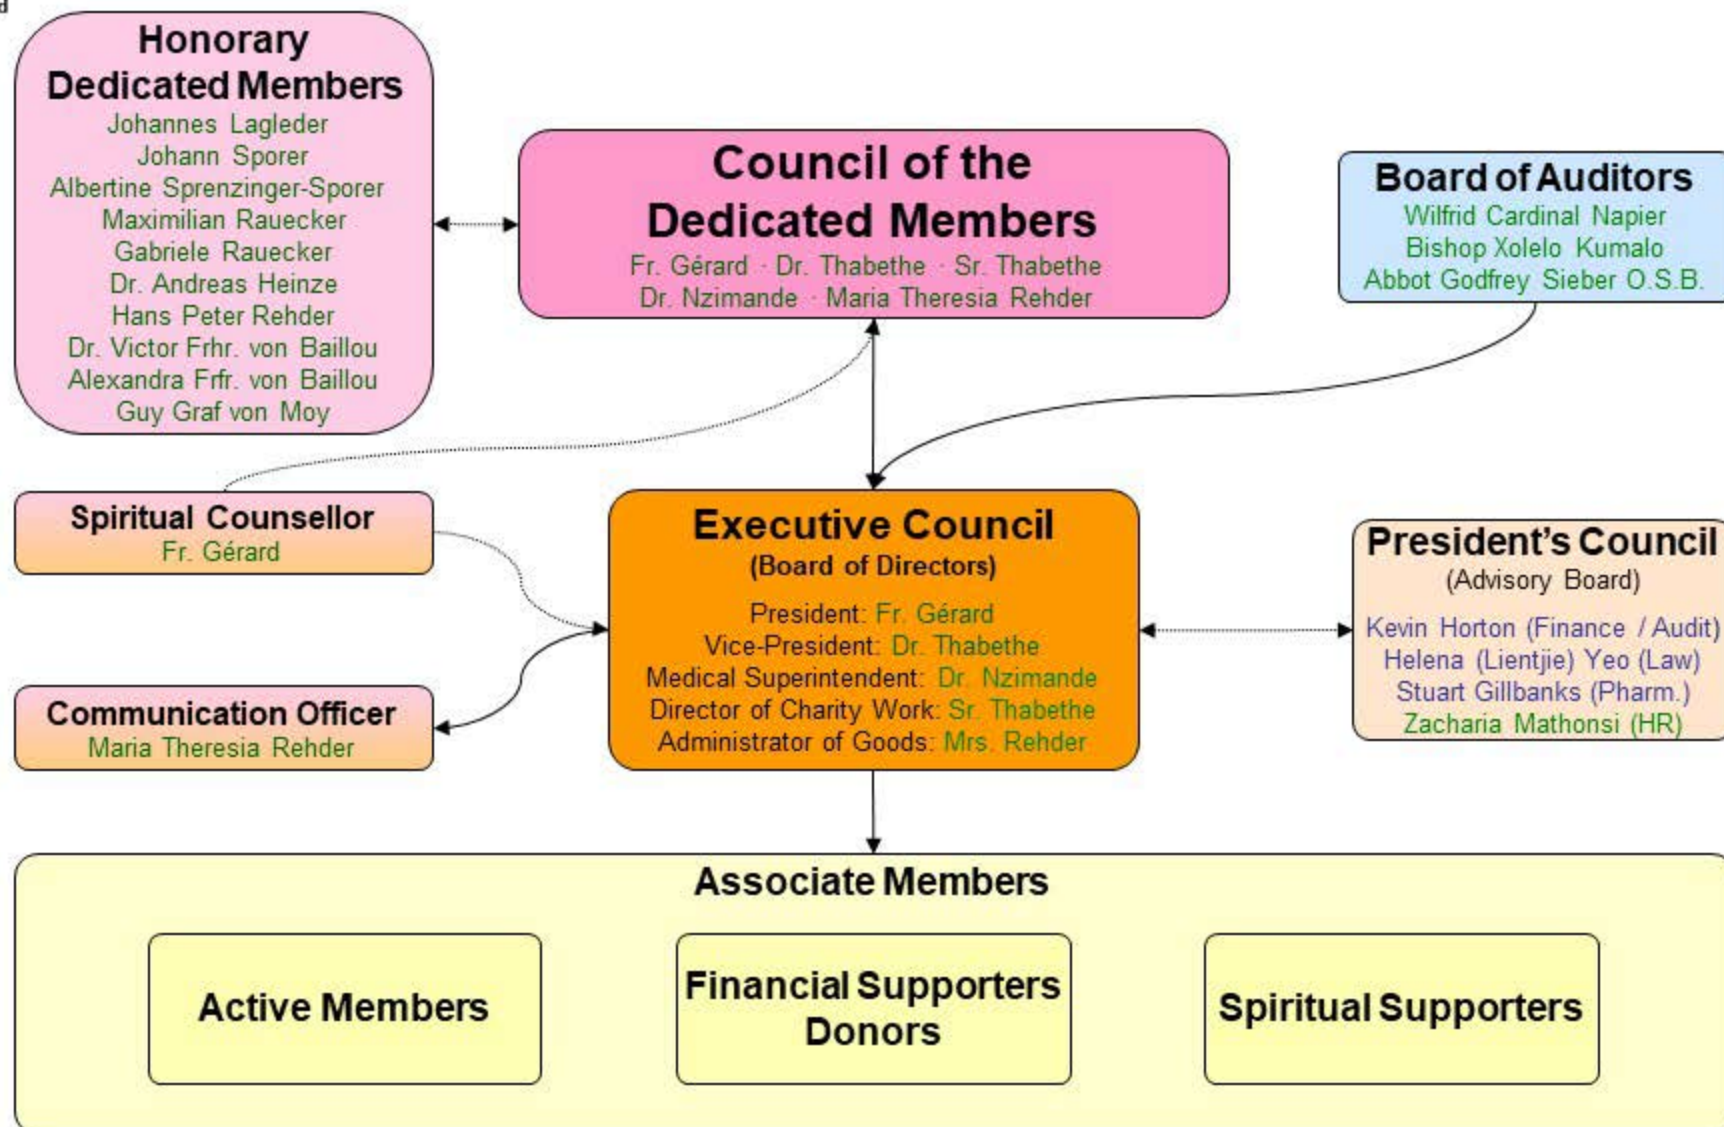 Honorary
Dedicated Members
Johannes Lagleder
Johann Sporer
Albertine Sprenzinger-Sporer
Maximilian Rauecker
Gabriele Rauecker
Dr. Andreas Heinze
Hans Peter Rehder
Dr. Victor Frhr. von Baillou
Alexandra Frfr. von Baillou
Guy Graf von Moy
Council of the
Dedicated Members
Fr. Gérard · Dr. Thabethe · Sr. Thabethe
Dr. Nzimande · Maria Theresia Rehder
Board of Auditors
Wilfrid Cardinal Napier
Bishop Xolelo Kumalo
Abbot Godfrey Sieber O.S.B.
Spiritual Counsellor
Fr. Gérard
Communication Officer
Maria Theresia Rehder
Executive Council
(Board of Directors)
President: Fr. Gérard
Vice-President: Dr. Thabethe
Medical Superintendent: Dr. Nzimande
Director of Charity Work: Sr. Thabethe
Administrator of Goods: Mrs. Rehder
President’s Council
(Advisory Board)
Kevin Horton (Finance / Audit)
Helena (Lientjie) Yeo (Law)
Stuart Gillbanks (Pharm.)
Zacharia Mathonsi (HR)
Associate Members
Active Members
Financial Supporters
Donors
Spiritual Supporters